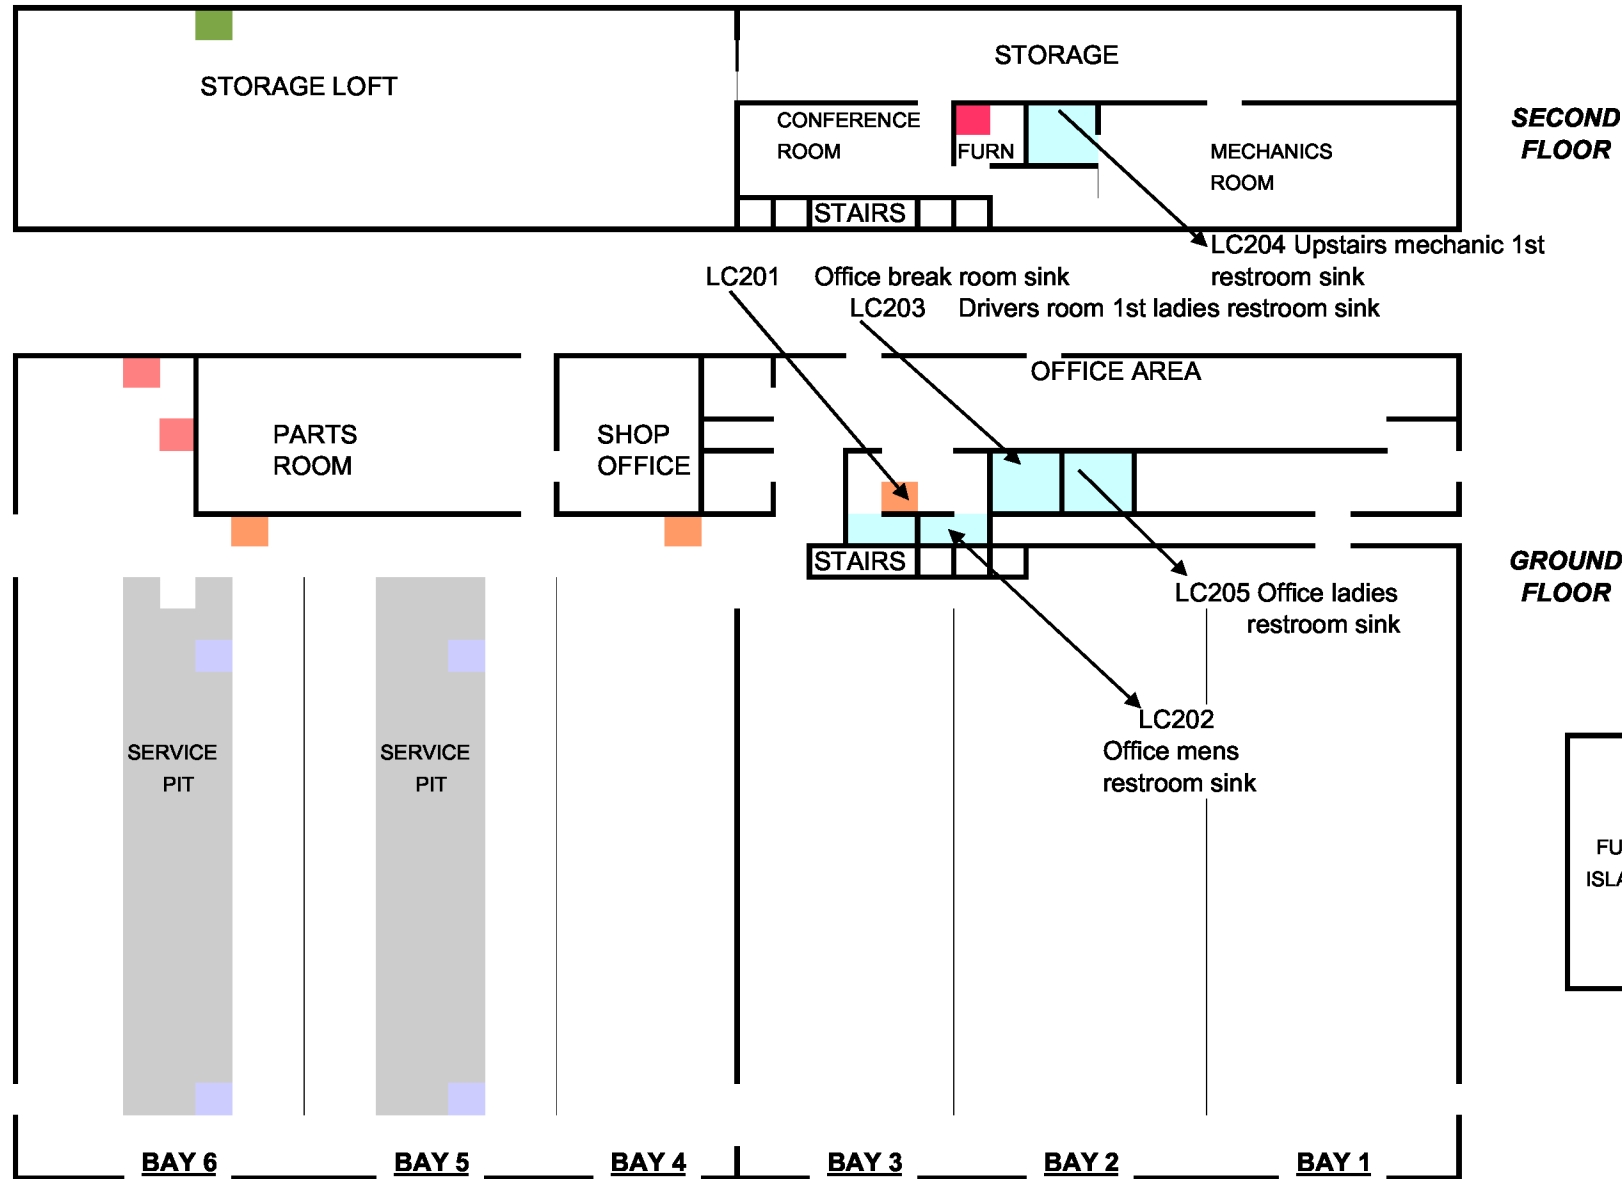 STORAGE
STORAGE LOFT
CONFERENCE
ROOM
FURN
MECHANICS
ROOM
SECOND
FLOOR
STAIRS
LC204 Upstairs mechanic 1st
restroom sink
LC201 Office break room sink
LC203 Drivers room 1st ladies restroom sink
OFFICE AREA
PARTS
ROOM
SHOP
OFFICE
STAIRS
GROUND
FLOOR
LC205 Office ladies
restroom sink
LC202
Office mens
restroom sink
SERVICE
PIT
SERVICE
PIT
FU
ISLA
BAY 6
BAY 5
BAY 4
BAY 3
BAY 2
BAY 1